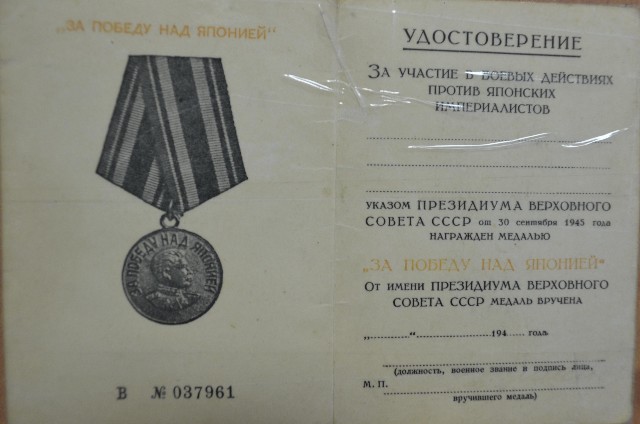 „ЗА ПОБЕДУ НАД ЯПОНИЕЙ“
ЗА ПОБЕДУ НАД ЯПОНИЕЙ
В № 037961
УДОСТОВЕРЕНИЕ
ЗА УЧАСТИЕ В БОЕВЫХ ДЕЙСТВИЯХ
ПРОТИВ ЯПОНСКИХ
ИМПЕРИАЛИСТОВ
УКАЗОМ ПРЕЗИДИУМА ВЕРХОВНОГО
СОВЕТА СССР от 30 сентября 1945 года
НАГРАЖДЕН МЕДАЛЬЮ
„ЗА ПОБЕДУ НАД ЯПОНИЕЙ“
ОТ ИМЕНИ ПРЕЗИДИУМА ВЕРХОВНОГО
СОВЕТА СССР МЕДАЛЬ ВРУЧЕНА
„......“..................194...... года.
(должность, военное звание и подпись лица,
М. П.
вручившего медаль)